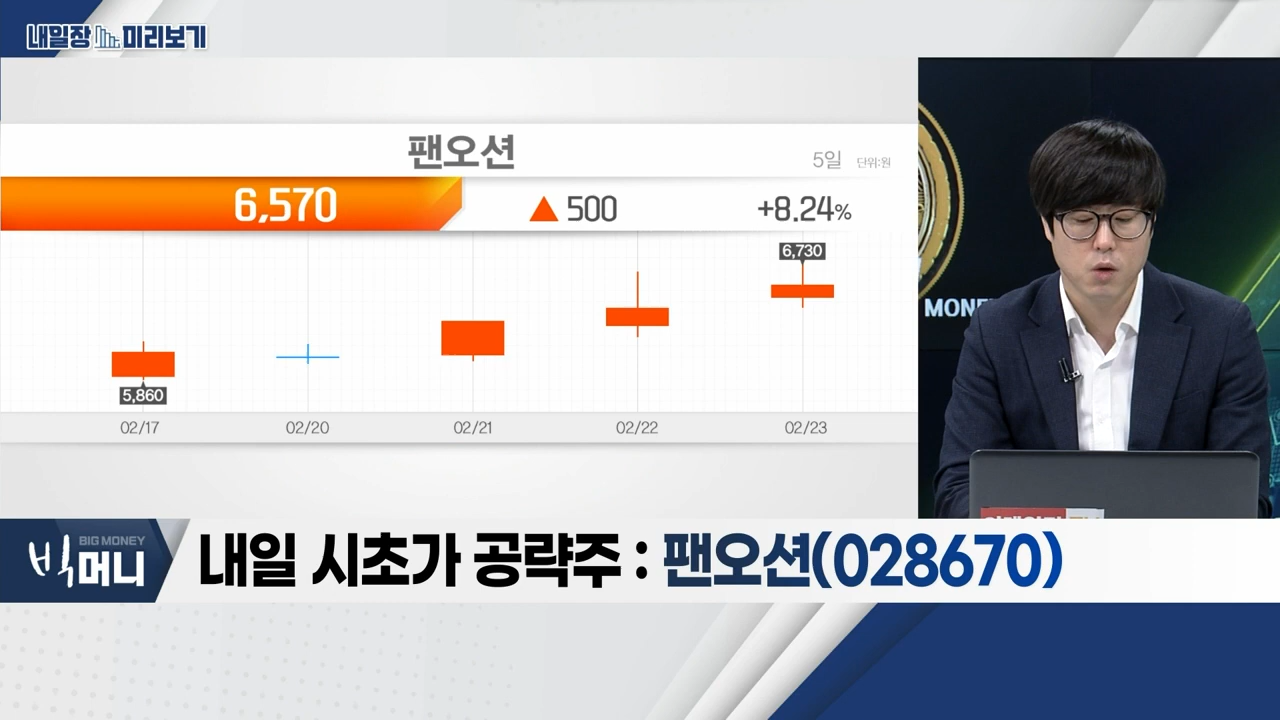 내일장 미리보기
팬오션
5일 단위:원
6,570 ▲ 500 +8.24%
6,730
5,860
02/17 02/20 02/21 02/22 02/23
BIG MONEY
빅머니
내일 시초가 공략주 : 팬오션(028670)